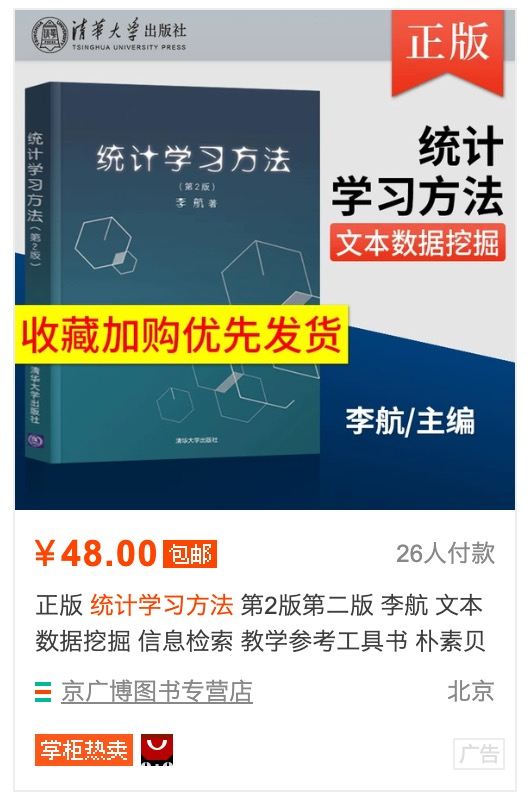 清华大学出版社
TSINGHUA UNIVERSITY PRESS
正版
统计学习方法(第2版)
清华大学出版社
统计学习方法
(第2版)
李航 著
清华大学出版社
统计
学习方法
文本数据挖掘
收藏加购优先发货
李航/主编
¥48.00 包邮
26人付款
正版 统计学习方法 第2版第二版 李航 文本
数据挖掘 信息检索 教学参考工具书 朴素贝
京广博图书专营店
北京
掌柜热卖
广告